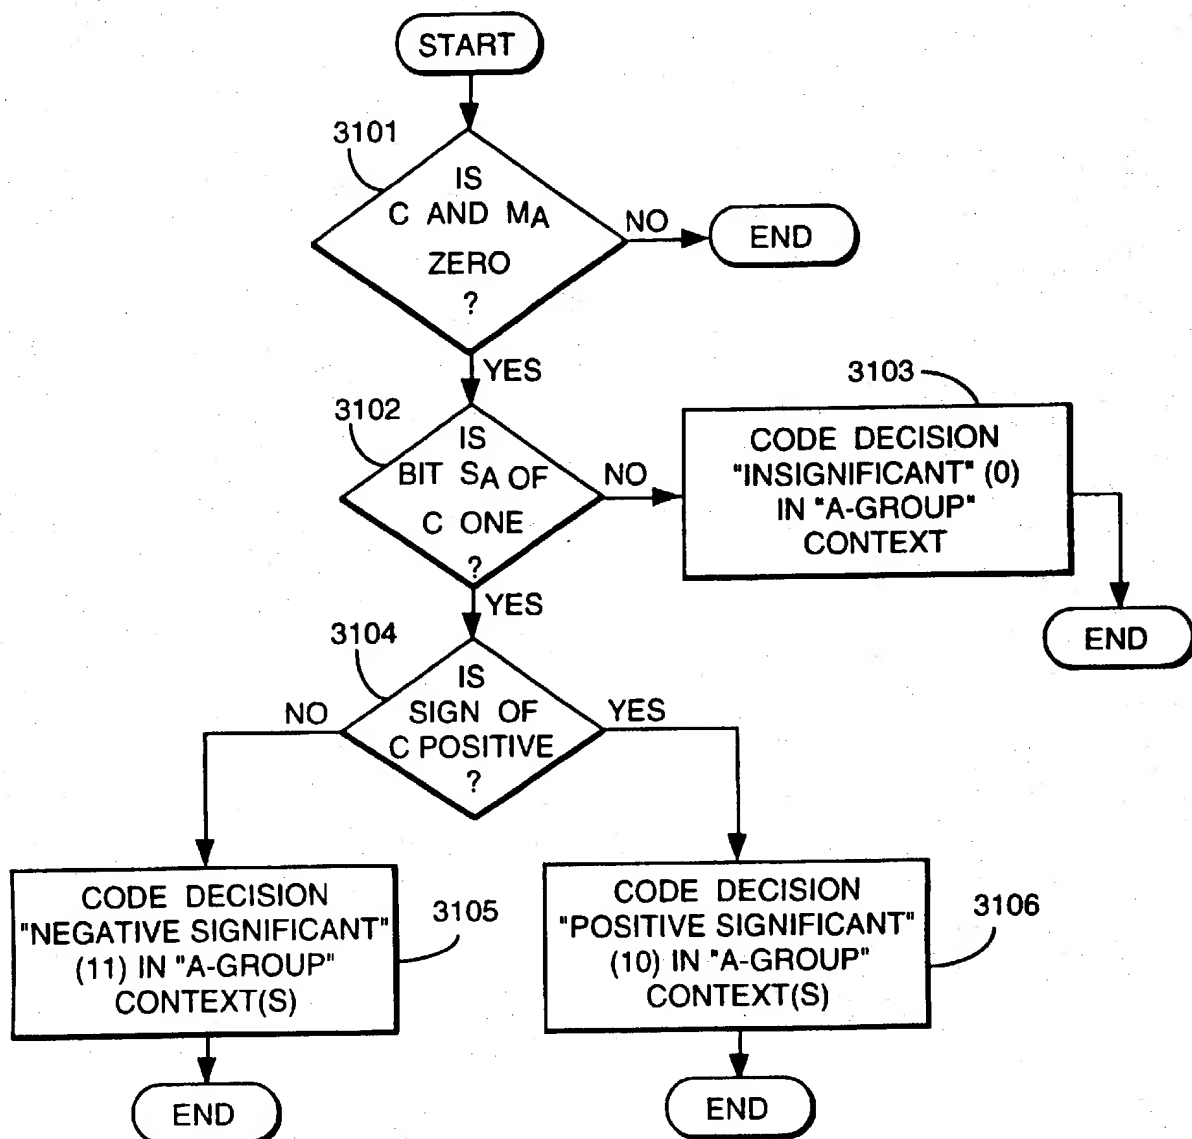 START
3101
IS
C AND MA
ZERO
?
NO
END
YES
3102
IS
BIT SA OF
C ONE
?
NO
3103
CODE DECISION
"INSIGNIFICANT" (0)
IN "A-GROUP"
CONTEXT
END
YES
3104
IS
SIGN OF
C POSITIVE
?
NO
YES
CODE DECISION
"NEGATIVE SIGNIFICANT"
(11) IN "A-GROUP"
CONTEXT(S)
3105
END
CODE DECISION
"POSITIVE SIGNIFICANT"
(10) IN "A-GROUP"
CONTEXT(S)
3106
END